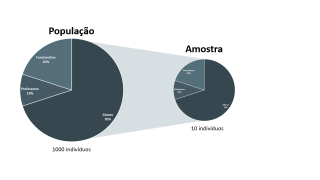 População
Amostra
Funcionários
20%
Professores
10%
Alunos
70%
1000 indivíduos
10 indivíduos